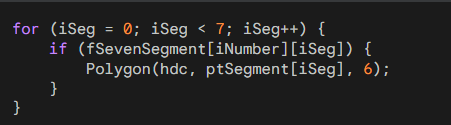 for (iSeg = 0; iSeg < 7; iSeg++) {
    if (fSevenSegment[iNumber][iSeg]) {
        Polygon(hdc, ptSegment[iSeg], 6);
    }
}